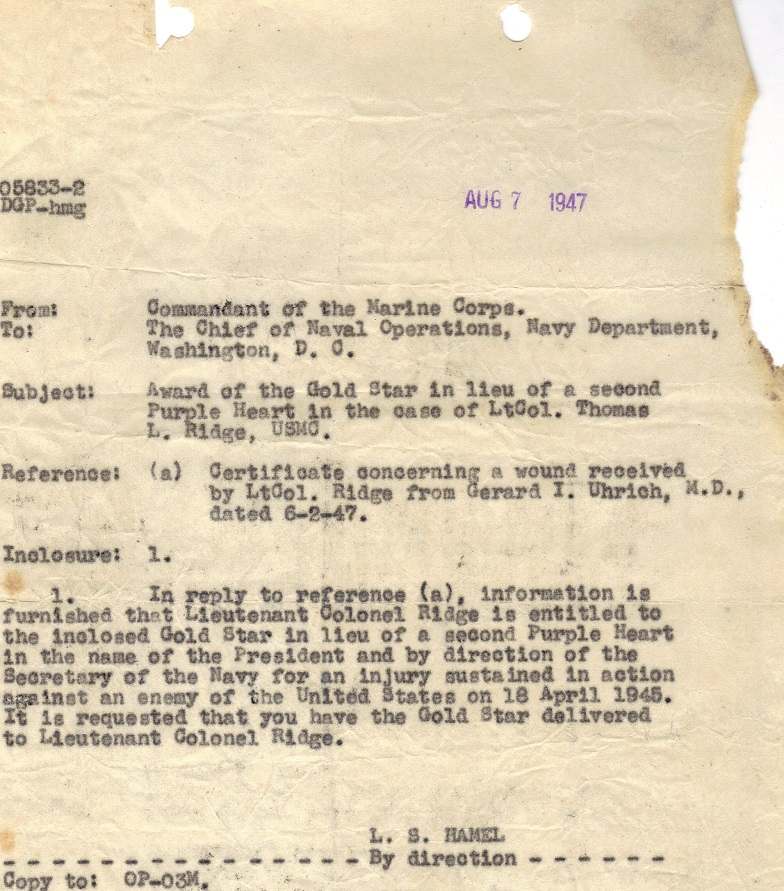 05833-2
DGP-hmg
AUG 7 1947
From: Commandant of the Marine Corps.
To: The Chief of Naval Operations, Navy Department,
Washington, D. C.
Subject: Award of the Gold Star in lieu of a second
Purple Heart in the case of LtCol. Thomas
L. Ridge, USMC.
Reference: (a) Certificate concerning a wound received
by LtCol. Ridge from Gerard I. Uhrich, M.D.,
dated 6-2-47.
Inclosure: 1.
1. In reply to reference (a), information is
furnished that Lieutenant Colonel Ridge is entitled to
the inclosed Gold Star in lieu of a second Purple Heart
in the name of the President and by direction of the
Secretary of the Navy for an injury sustained in action
against an enemy of the United States on 18 April 1945.
It is requested that you have the Gold Star delivered
to Lieutenant Colonel Ridge.
L. S. HAMEL
- - - - - - - - - - - - - - - By direction - - - - - -
Copy to: OP-03M.